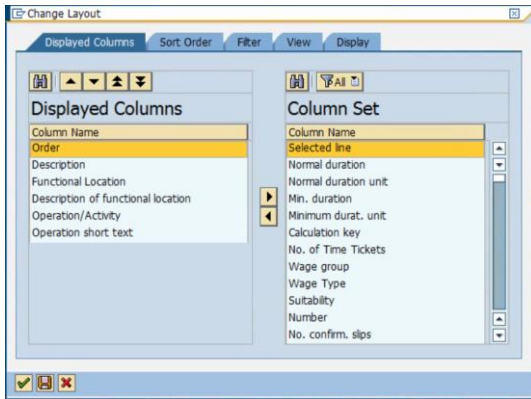 Change Layout
Displayed Columns
Sort Order
Filter
View
Display
All
Displayed Columns
Column Name
Order
Description
Functional Location
Description of functional location
Operation/Activity
Operation short text
Column Set
Column Name
Selected line
Normal duration
Normal duration unit
Min. duration
Minimum durat. unit
Calculation key
No. of Time Tickets
Wage group
Wage Type
Suitability
Number
No. confirm. slips